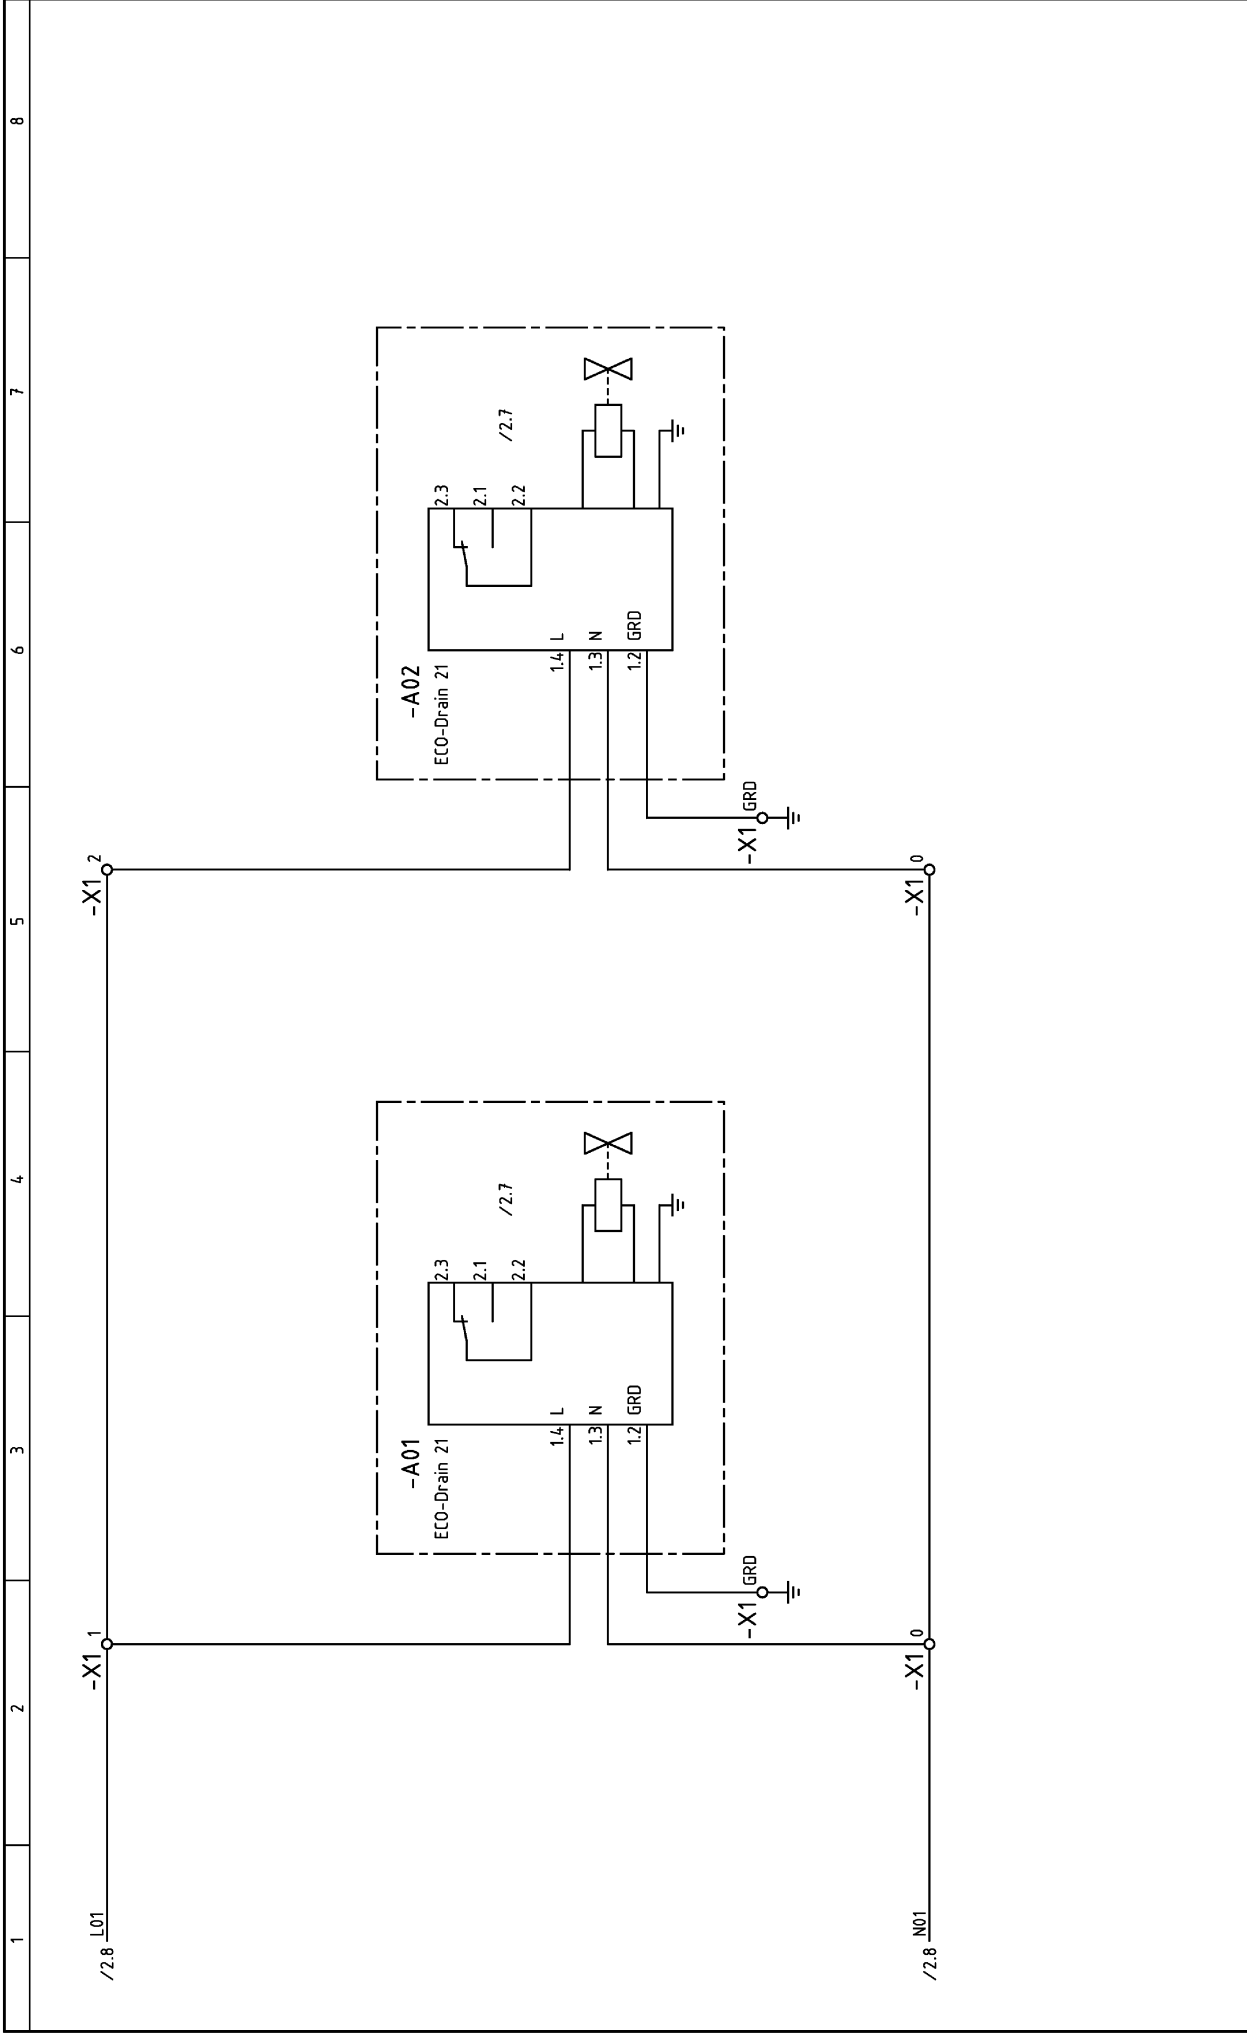 1 2 3 4 5 6 7 8
/2.8 L01
-X1 1
-X1 2
-A01
ECO-Drain 21
2.3
2.1
2.2
/2.7
1.4 L
1.3 N
1.2 GRD
-X1 GRD
-A02
ECO-Drain 21
2.3
2.1
2.2
/2.7
1.4 L
1.3 N
1.2 GRD
-X1 GRD
/2.8 N01
-X1 0
-X1 0